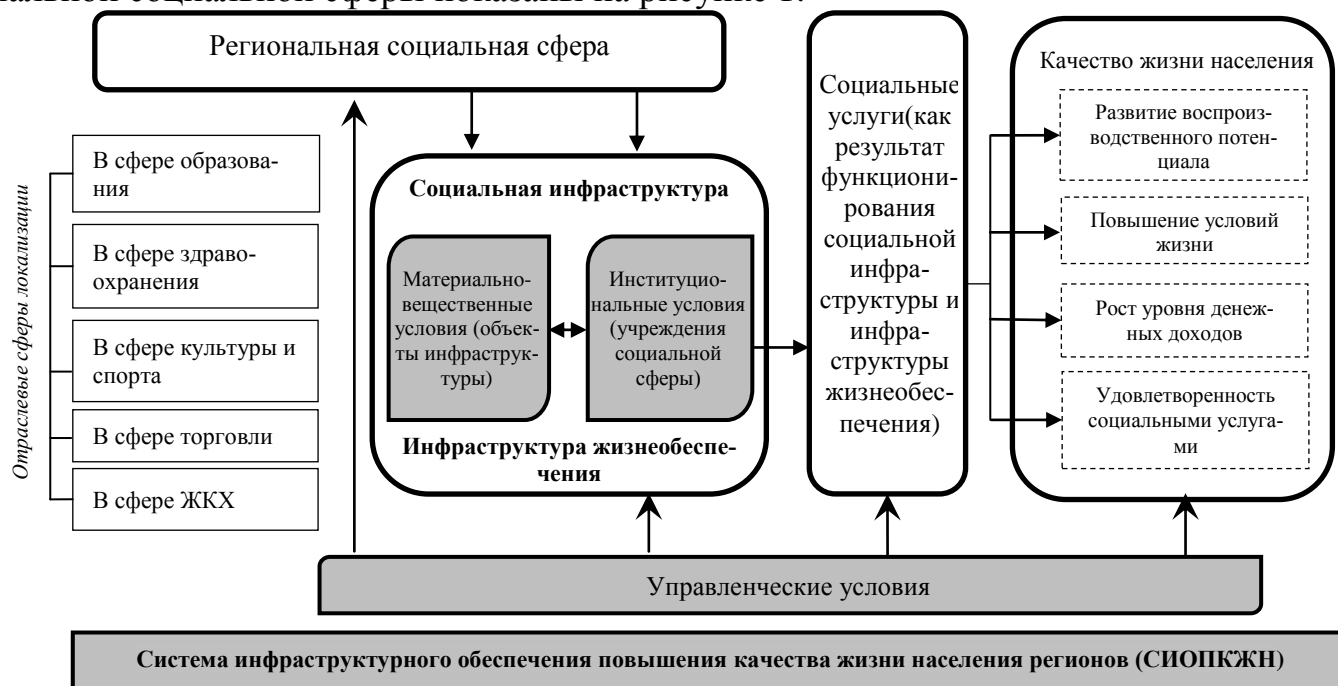 Региональная социальная сфера
Отраслевые сферы локализации
В сфере образова-
ния
В сфере здраво-
охранения
В сфере культуры и
спорта
В сфере торговли
В сфере ЖКХ
Социальная инфраструктура
Материально-
вещественные
условия (объек-
ты инфраструк-
туры)
Институцио-
нальные условия
(учреждения
социальной
сферы)
Инфраструктура жизнеобеспе-
чения
Социальные
услуги(как
результат
функциони-
рования
социальной
инфра-
структуры и
инфра-
структуры
жизнеобес-
печения)
Качество жизни населения
Развитие воспроиз-
водственного потен-
циала
Повышение условий
жизни
Рост уровня денеж-
ных доходов
Удовлетворенность
социальными услуга-
ми
Управленческие условия
Система инфраструктурного обеспечения повышения качества жизни населения регионов (СИОПКЖН)